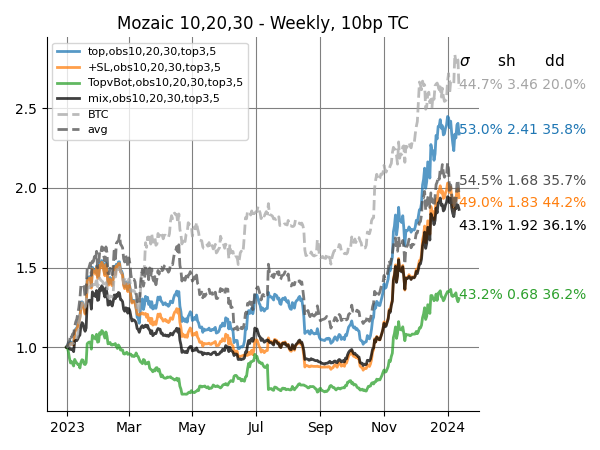 Mozaic 10,20,30 - Weekly, 10bp TC
top,obs10,20,30,top3,5
+SL,obs10,20,30,top3,5
TopvBot,obs10,20,30,top3,5
mix,obs10,20,30,top3,5
BTC
avg
σ sh dd
44.7% 3.46 20.0%
53.0% 2.41 35.8%
54.5% 1.68 35.7%
49.0% 1.83 44.2%
43.1% 1.92 36.1%
43.2% 0.68 36.2%
2.5
2.0
1.5
1.0
2023 Mar May Jul Sep Nov 2024